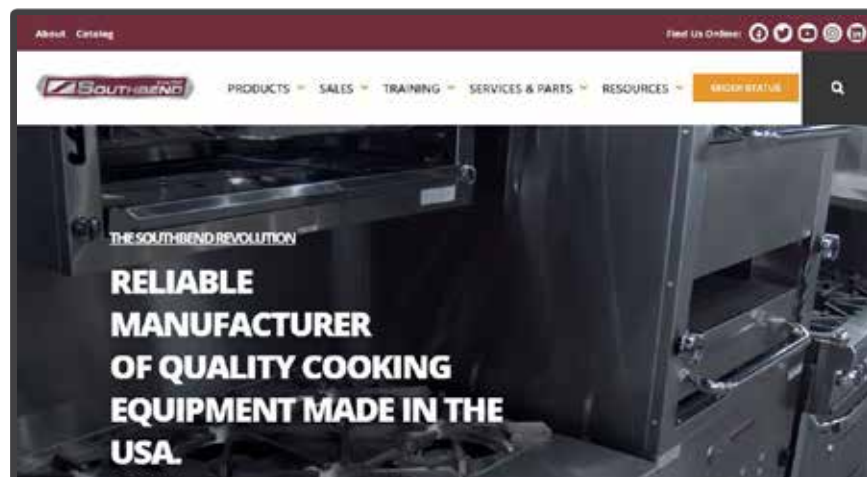 About Catalog Find Us Online:
SOUTHBEND PRODUCTS SALES TRAINING SERVICES & PARTS RESOURCES ORDER STATUS
THE SOUTHBEND REVOLUTION
RELIABLE
MANUFACTURER
OF QUALITY COOKING
EQUIPMENT MADE IN THE
USA.